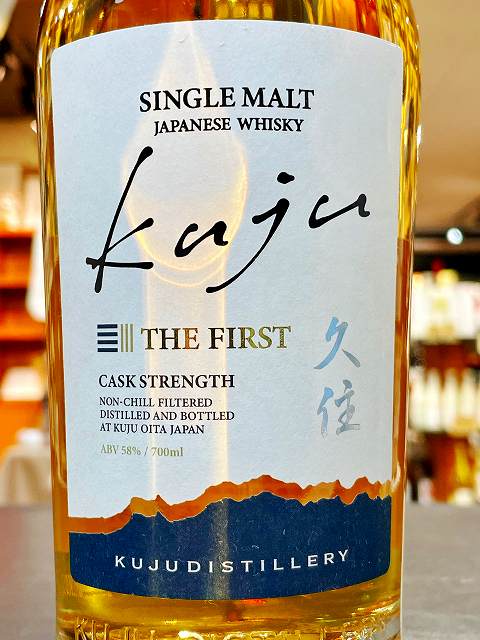 SINGLE MALT
JAPANESE WHISKY
kuju
THE FIRST
久住
CASK STRENGTH
NON-CHILL FILTERED
DISTILLED AND BOTTLED
AT KUJU OITA JAPAN
ABV 58% / 700ml
KUJUDISTILLERY